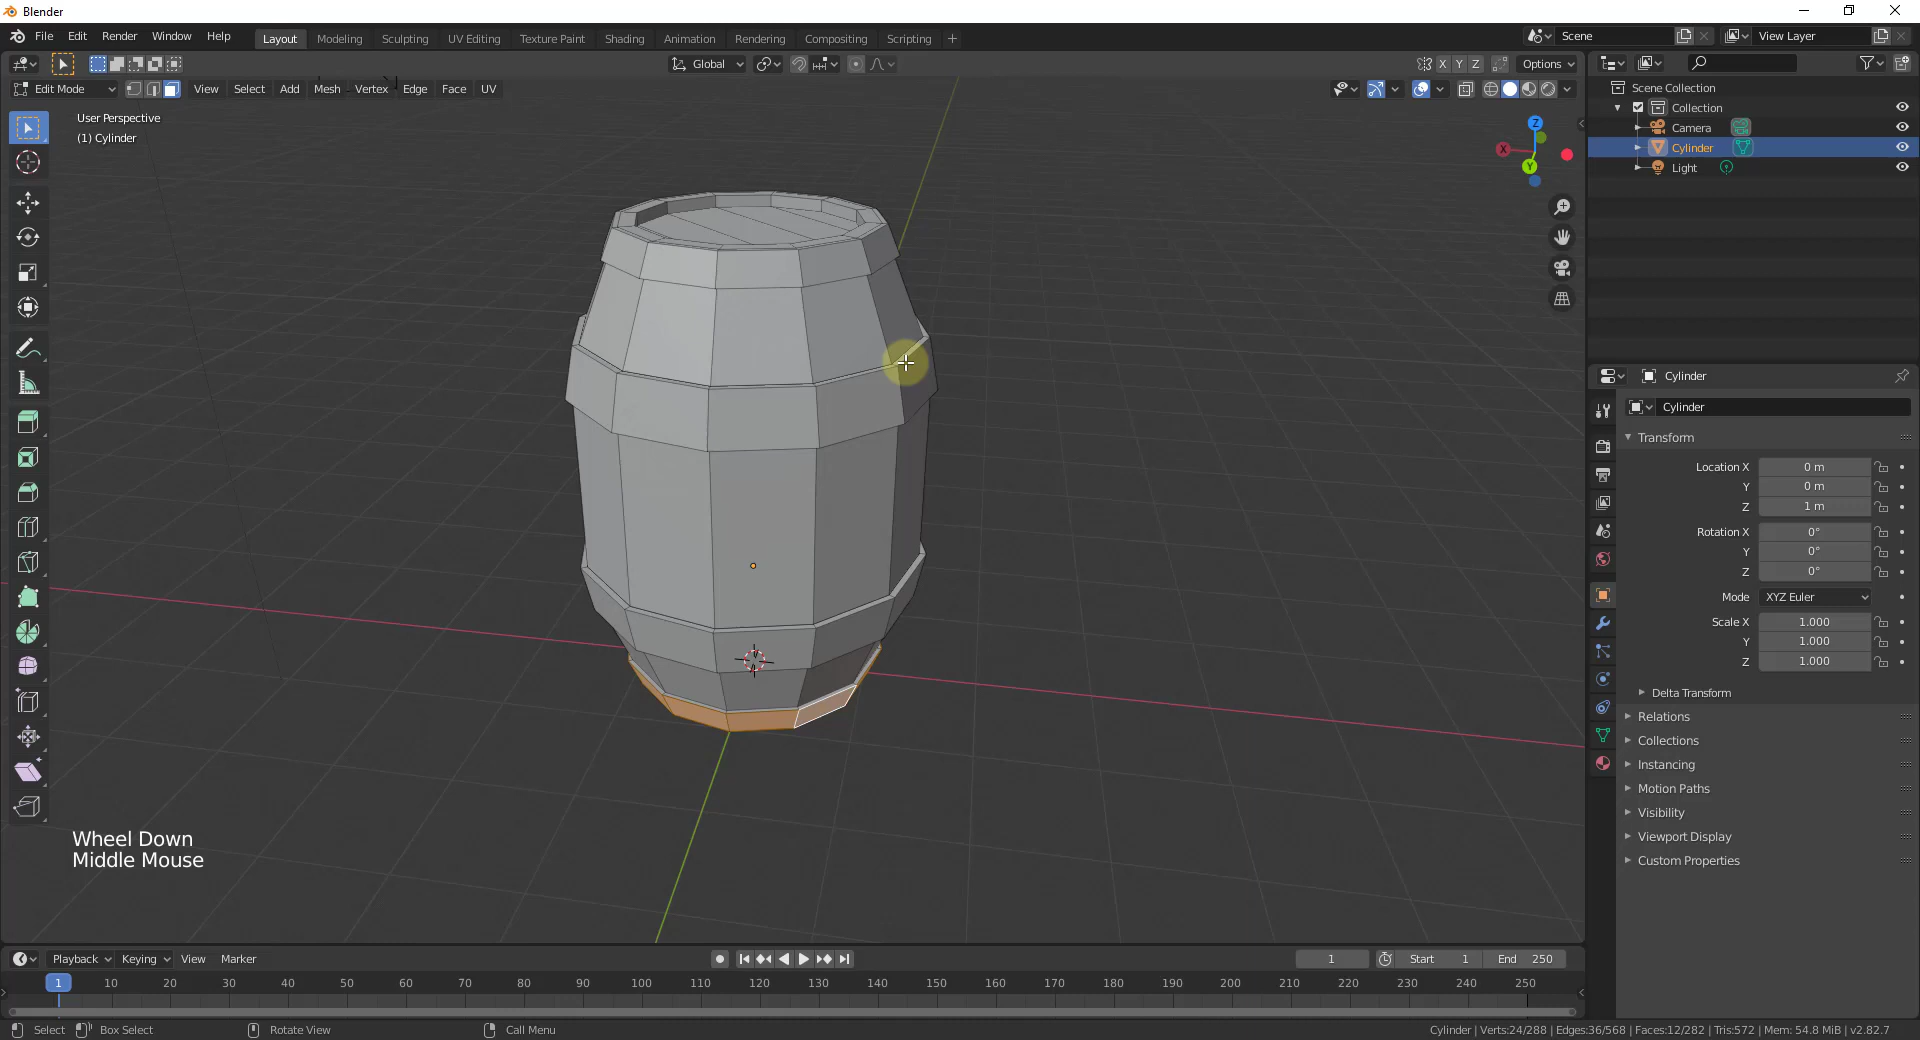 Blender
File Edit Render Window Help
Layout Modeling Sculpting UV Editing Texture Paint Shading Animation Rendering Compositing Scripting
Scene View Layer
Global X Y Z Options
Edit Mode View Select Add Mesh Vertex Edge Face UV
User Perspective
(1) Cylinder
Z
X
Y
Scene Collection
Collection
Camera
Cylinder
Light
Cylinder
Cylinder
Transform
Location X 0 m
Y 0 m
Z 1 m
Rotation X 0°
Y 0°
Z 0°
Mode XYZ Euler
Scale X 1.000
Y 1.000
Z 1.000
Delta Transform
Relations
Collections
Instancing
Motion Paths
Visibility
Viewport Display
Custom Properties
Wheel Down
Middle Mouse
Playback Keying View Marker 1 Start 1 End 250
1 10 20 30 40 50 60 70 80 90 100 110 120 130 140 150 160 170 180 190 200 210 220 230 240 250
Select Box Select Rotate View Call Menu Cylinder | Verts:24/288 | Edges:36/568 | Faces:12/282 | Tris:572 | Mem: 54.8 MiB | v2.82.7